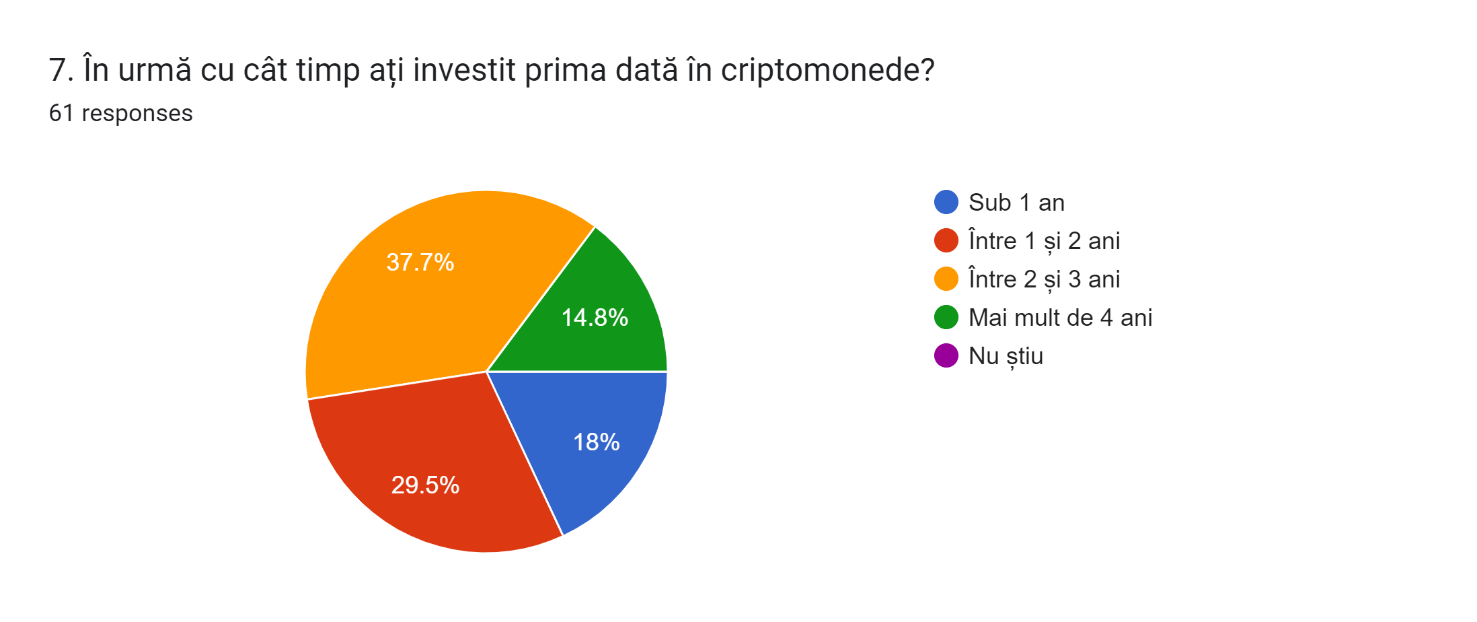 7. În urmă cu cât timp ați investit prima dată în criptomonede?
61 responses
37.7%
14.8%
18%
29.5%
Sub 1 an
Între 1 și 2 ani
Între 2 și 3 ani
Mai mult de 4 ani
Nu știu